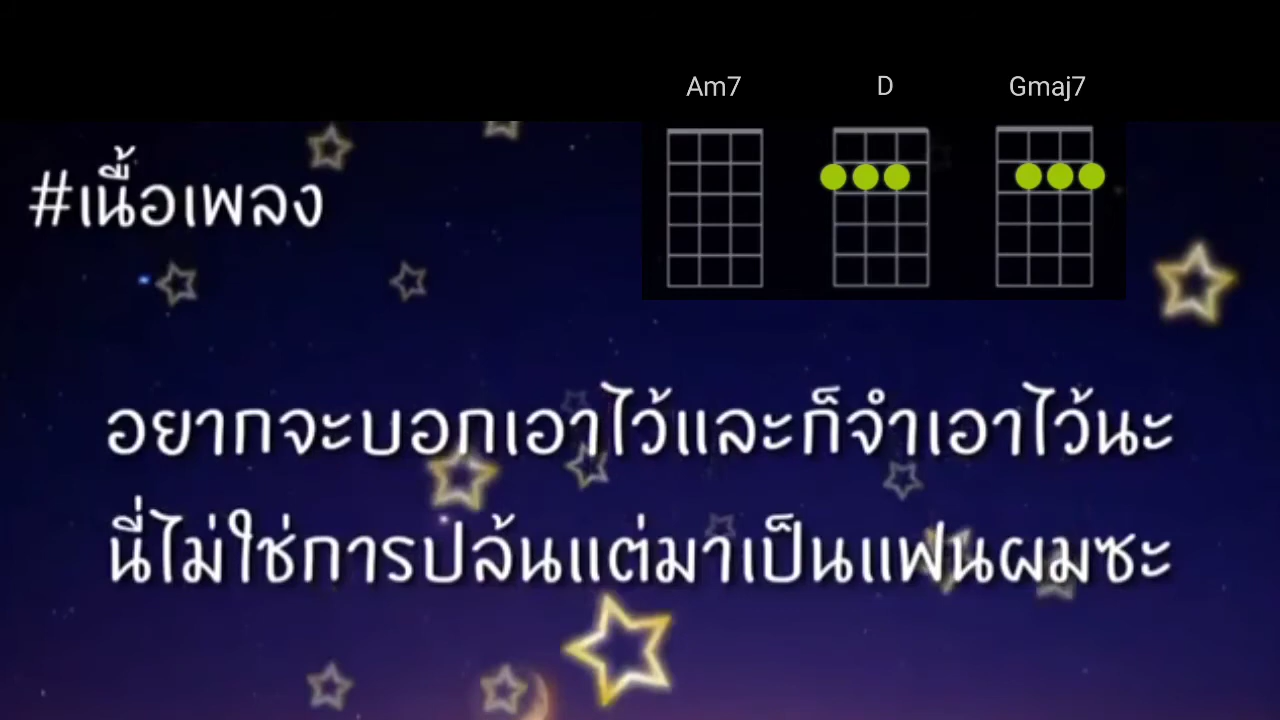 Am7 D Gmaj7
#เนื้อเพลง
อยากจะบอกเอาไว้และก็จำเอาไว้นะ
นี่ไม่ใช่การปล้นแต่มาเป็นแฟนผมซะ